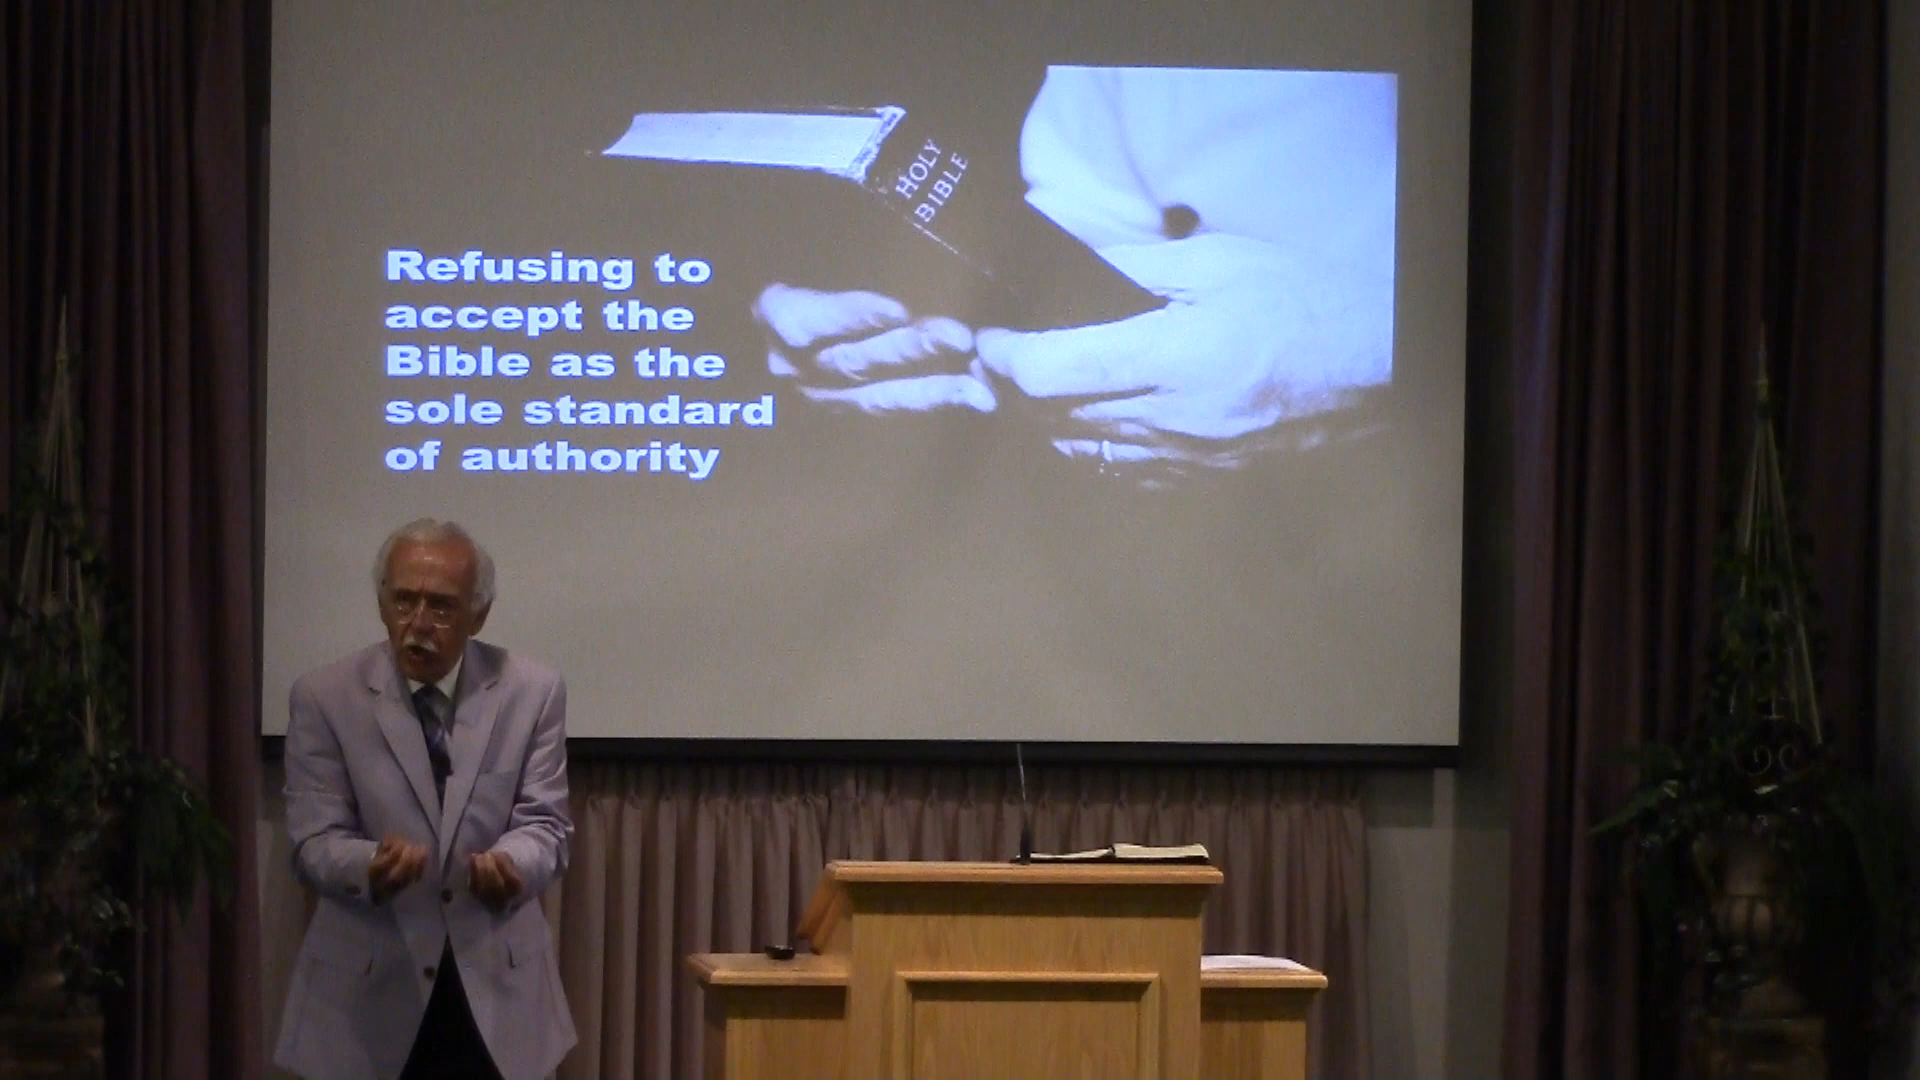 HOLY
BIBLE
Refusing to
accept the
Bible as the
sole standard
of authority